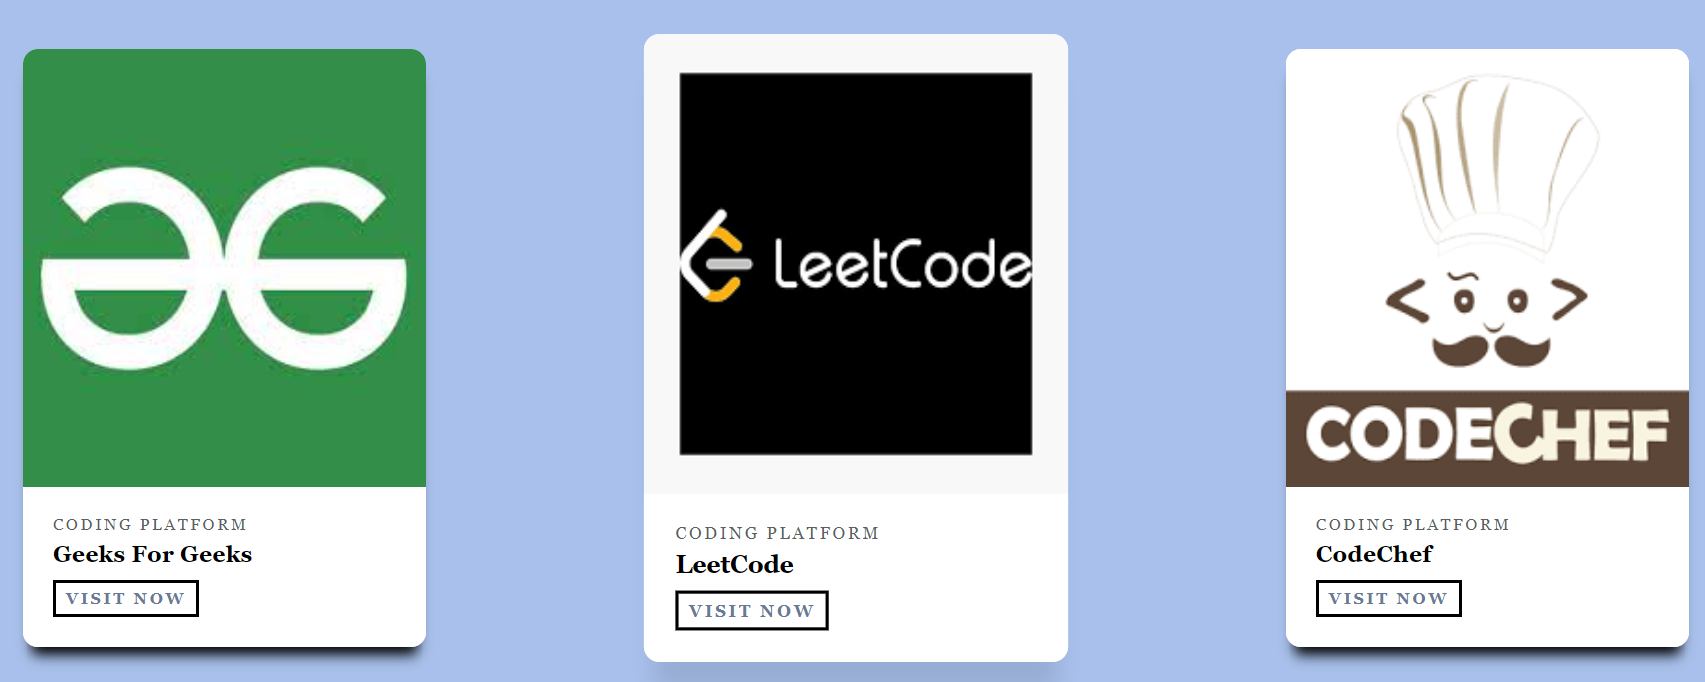 CODING PLATFORM
Geeks For Geeks
VISIT NOW
LeetCode
CODING PLATFORM
LeetCode
VISIT NOW
CODECHEF
CODING PLATFORM
CodeChef
VISIT NOW